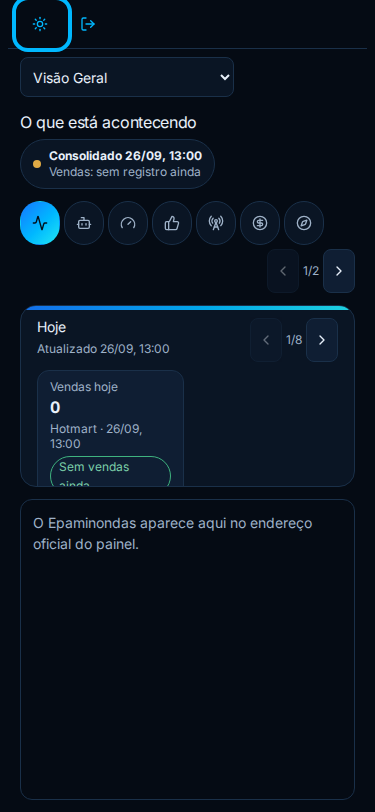 Visão Geral
O que está acontecendo
Consolidado 26/09, 13:00
Vendas: sem registro ainda
1/2
Hoje
Atualizado 26/09, 13:00
1/8
Vendas hoje
0
Hotmart · 26/09,
13:00
Sem vendas
ainda
O Epaminondas aparece aqui no endereço
oficial do painel.